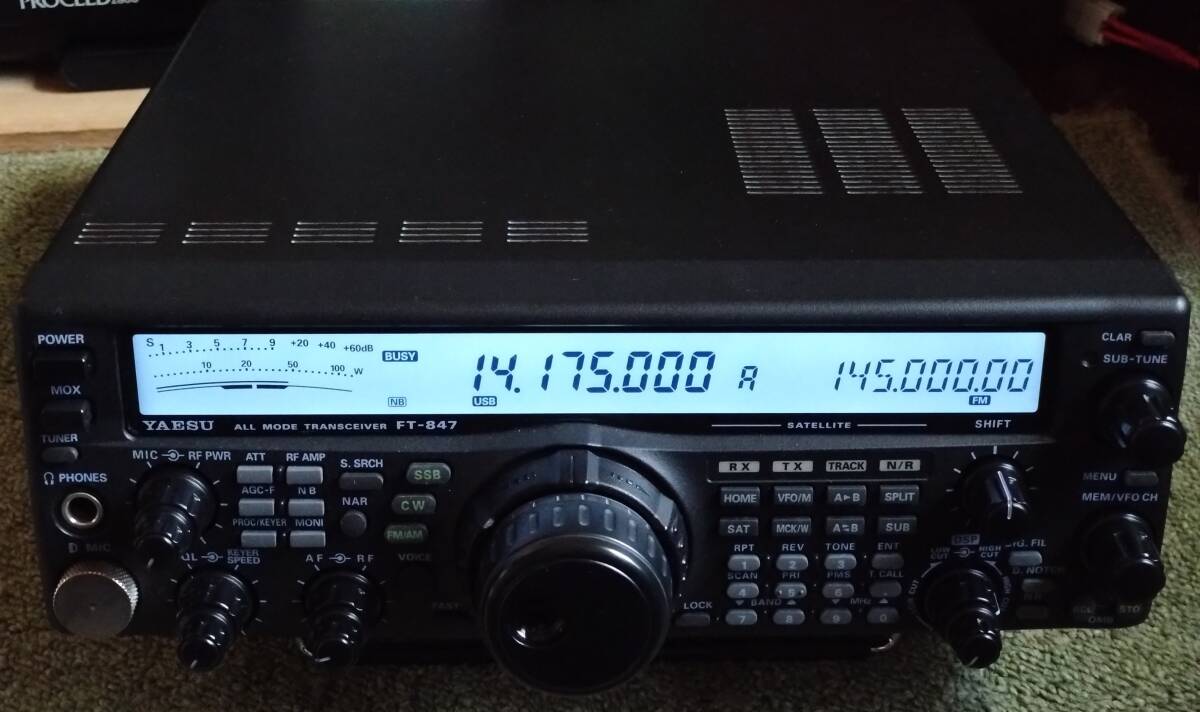 PROCEED
POWER
MOX
TUNER
PHONES
MIC
S 1 3 5 7 9 +20 +40 +60dB
10 20 50 100 W
BUSY
NB
14.175.000 A
USB
145.000.00
FM
YAESU ALL MODE TRANSCEIVER FT-847
SATELLITE
SHIFT
CLAR
SUB-TUNE
MENU
MEM/VFO CH
MIC RF PWR
ATT RF AMP
AGC-F NB
PROC/KEYER MONI
S. SRCH
NAR
SSB
CW
FM/AM
VOICE
FAST
LOCK
KEYER SPEED
AF RF
RX TX TRACK N/R
HOME VFO/M A►B SPLIT
SAT MCK/W A⇆B SUB
RPT REV TONE ENT
1 2 3
SCAN PRI PMS T. CALL
4 5 6 .
▼ BAND ▲ ▼ MHz ▲
7 8 9 0
DSP
LOW CUT HIGH CUT
D. NOTCH
STO